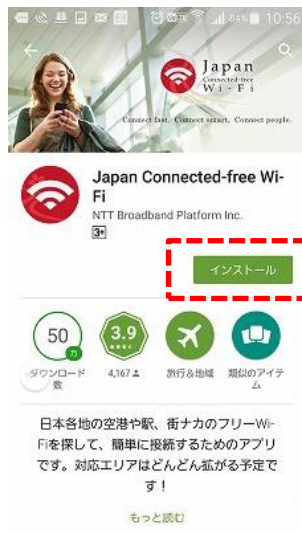 84% 10:56
Japan
Connected-free
Wi-Fi
Connect fast. Connect smart. Connect people.
Japan Connected-free Wi-
Fi
NTT Broadband Platform Inc.
3+
インストール
50
万
3.9
ダウンロード
数
4,167
旅行&地域
類似のアイテ
ム
日本各地の空港や駅、街ナカのフリーWi-
Fiを探して、簡単に接続するためのアプリ
です。対応エリアはどんどん拡がる予定で
す！
もっと読む